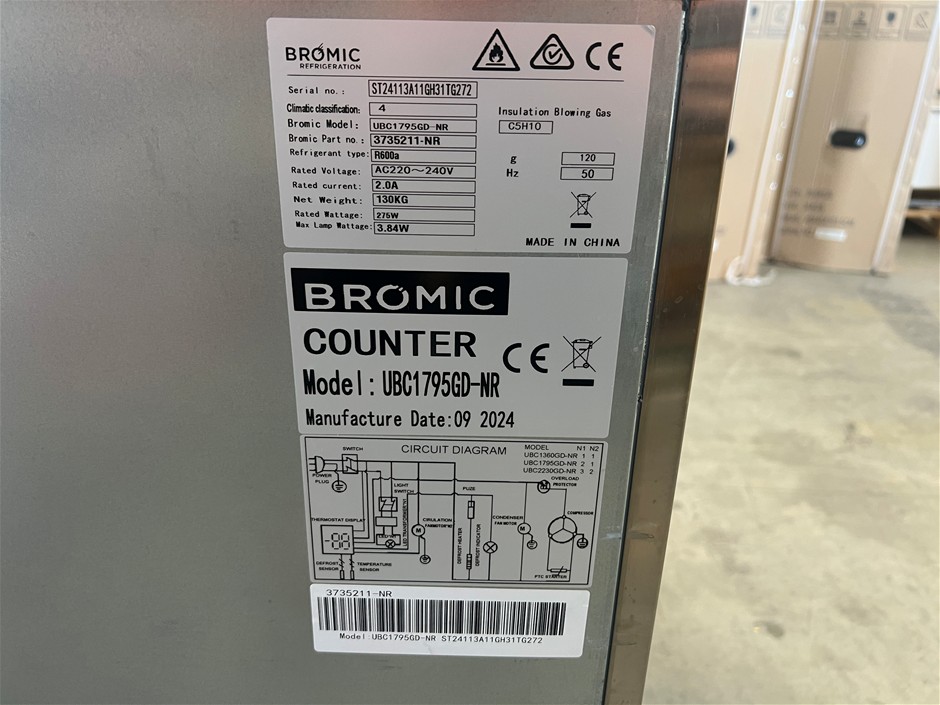 BROMIC
REFRIGERATION
CE
Serial no.: ST24113A11GH31TG272
Climatic classification: 4
Bromic Model: UBC1795GD-NR
Bromic Part no.: 3735211-NR
Refrigerant type: R600a
Rated Voltage: AC220~240V
Rated current: 2.0A
Net Weight: 130KG
Rated Wattage: 275W
Max Lamp Wattage: 3.84W
Insulation Blowing Gas
C5H10
g 120
Hz 50
MADE IN CHINA
BROMIC
COUNTER
CE
Model: UBC1795GD-NR
Manufacture Date:09 2024
CIRCUIT DIAGRAM
MODEL N1 N2
UBC1360GD-NR 1 1
UBC1795GD-NR 2 1
UBC2230GD-NR 3 2
SWITCH
POWER
PLUG
LIGHT
SWITCH
FUZE
OVERLOAD
PROTECTOR
COMPRESSOR
THERMOSTAT DISPLAY
CIRULATION
M
CONDENSER
FAN MOTOR
M
DEFROST HEATER
DEFROST INDICATOR
DEFROST
SENSOR
TEMPERATURE
SENSOR
PTC STARTER
3735211-NR
Model:UBC1795GD-NR ST24113A11GH31TG272